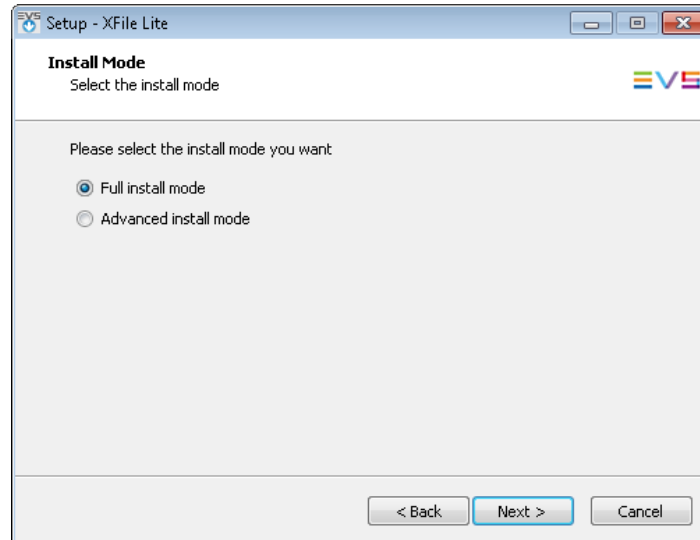 EVS Setup - XFile Lite
Install Mode
Select the install mode
EVS
Please select the install mode you want
Full install mode
Advanced install mode
< Back Next > Cancel